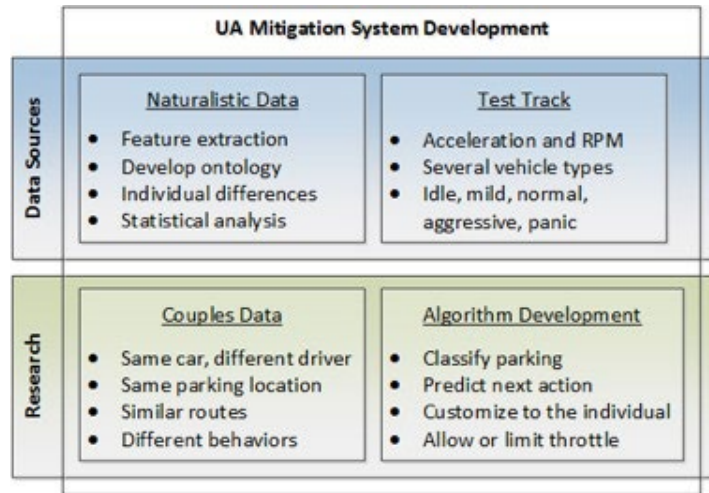 UA Mitigation System Development
Data Sources
Naturalistic Data
• Feature extraction
• Develop ontology
• Individual differences
• Statistical analysis
Test Track
• Acceleration and RPM
• Several vehicle types
• Idle, mild, normal,
aggressive, panic
Research
Couples Data
• Same car, different driver
• Same parking location
• Similar routes
• Different behaviors
Algorithm Development
• Classify parking
• Predict next action
• Customize to the individual
• Allow or limit throttle